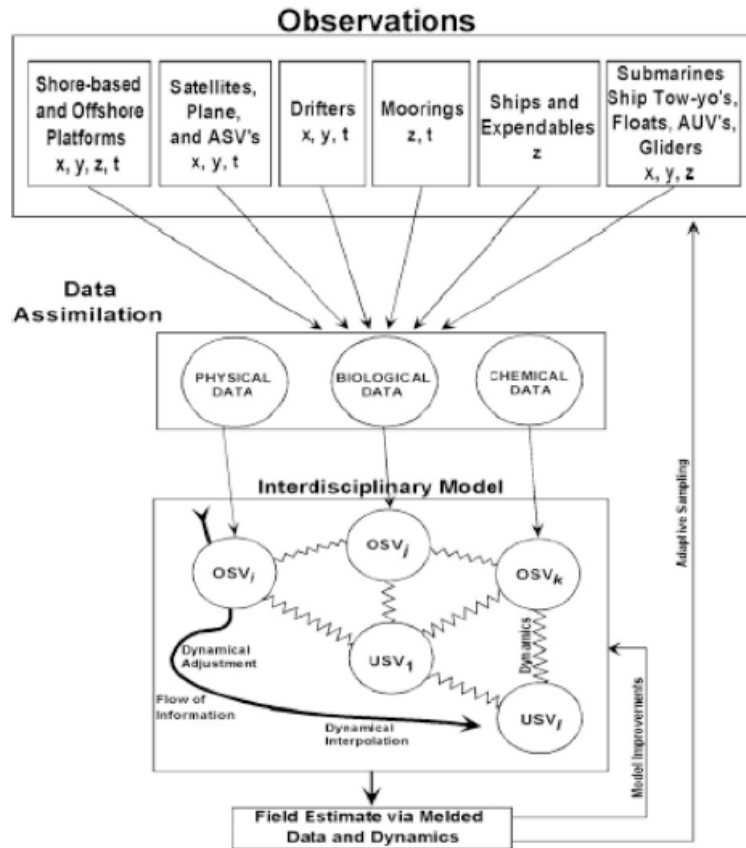 Observations
Shore-based
and Offshore
Platforms
x, y, z, t
Satellites,
Plane,
and ASV's
x, y, t
Drifters
x, y, t
Moorings
z, t
Ships and
Expendables
z
Submarines
Ship Tow-yo's,
Floats, AUV's,
Gliders
x, y, z
Data
Assimilation
PHYSICAL
DATA
BIOLOGICAL
DATA
CHEMICAL
DATA
Interdisciplinary Model
OSVi
OSVj
OSVk
USV1
USVl
Dynamics
Dynamical
Adjustment
Flow of
Information
Dynamical
Interpolation
Model Improvements
Adaptive Sampling
Field Estimate via Melded
Data and Dynamics